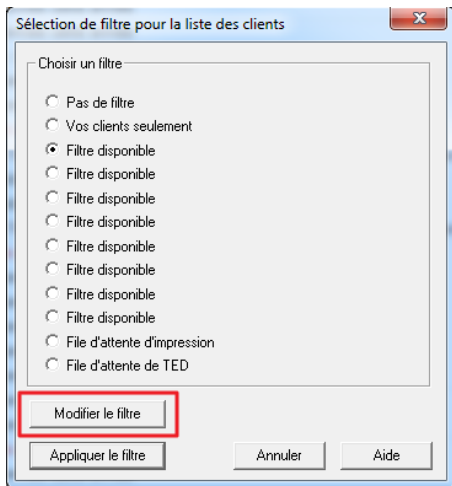 Sélection de filtre pour la liste des clients
Choisir un filtre
Pas de filtre
Vos clients seulement
Filtre disponible
Filtre disponible
Filtre disponible
Filtre disponible
Filtre disponible
Filtre disponible
Filtre disponible
Filtre disponible
File d'attente d'impression
File d'attente de TED
Modifier le filtre
Appliquer le filtre Annuler Aide